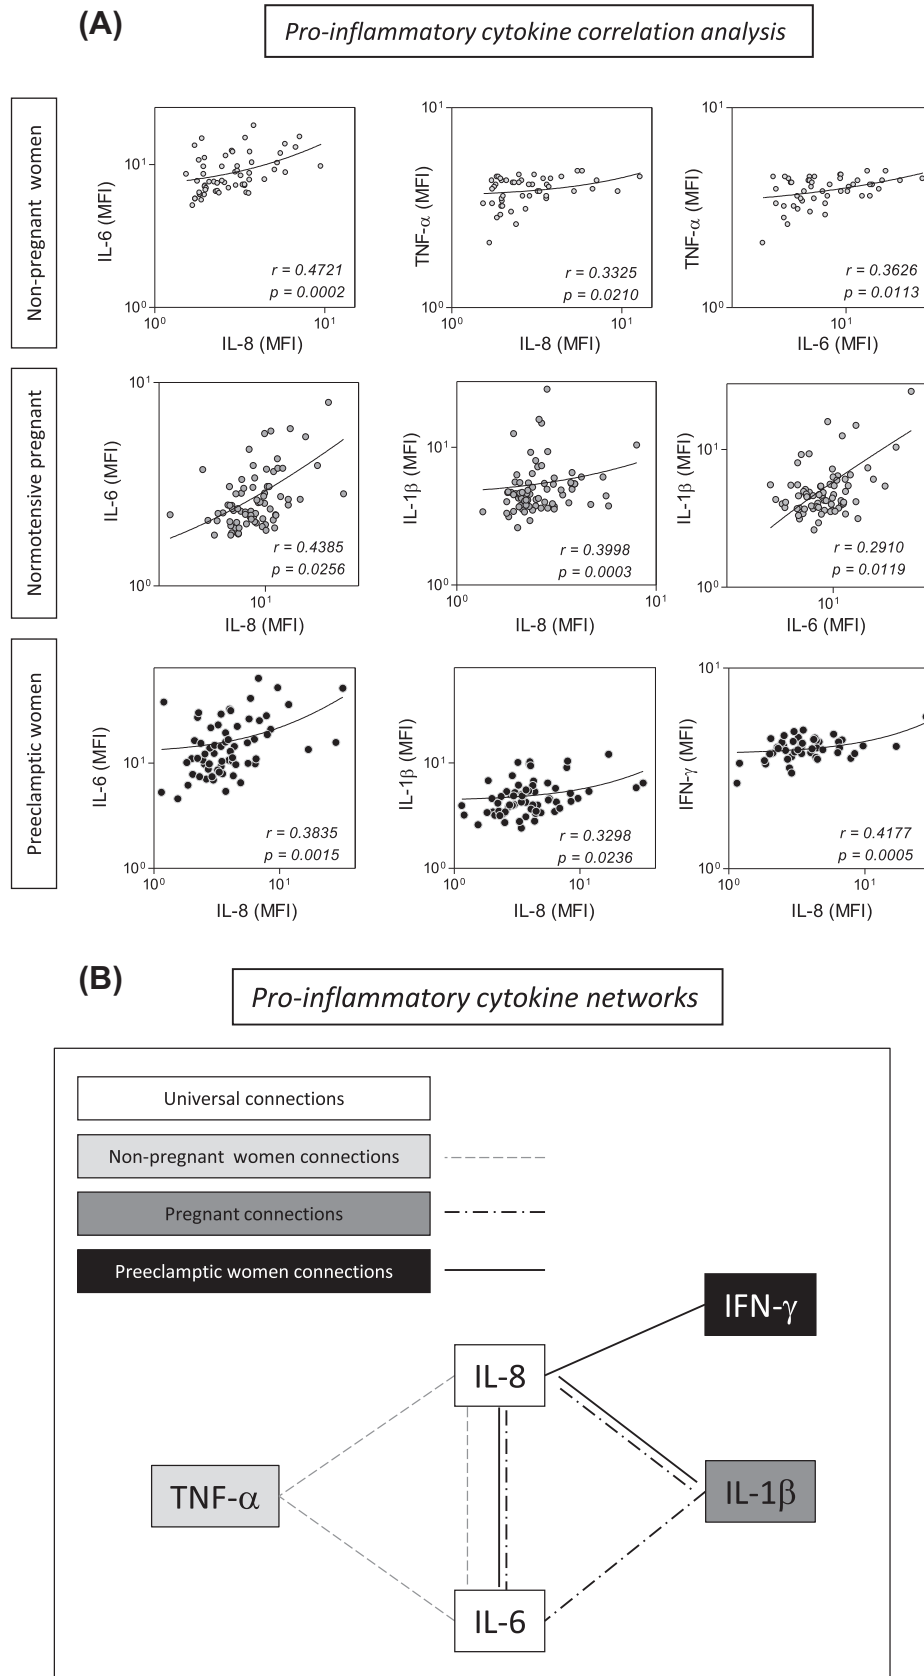 (A)
Pro-inflammatory cytokine correlation analysis
Non-pregnant women
IL-6 (MFI)
10¹
10⁰
r = 0.4721
p = 0.0002
10⁰ 10¹
IL-8 (MFI)
TNF-α (MFI)
10¹
10⁰
r = 0.3325
p = 0.0210
10⁰ 10¹
IL-8 (MFI)
TNF-α (MFI)
10¹
10⁰
r = 0.3626
p = 0.0113
10¹
IL-6 (MFI)
Normotensive pregnant
IL-6 (MFI)
10¹
10⁰
r = 0.4385
p = 0.0256
10¹
IL-8 (MFI)
IL-1β (MFI)
10¹
10⁰
r = 0.3998
p = 0.0003
10⁰ 10¹
IL-8 (MFI)
IL-1β (MFI)
10¹
10⁰
r = 0.2910
p = 0.0119
10¹
IL-6 (MFI)
Preeclamptic women
IL-6 (MFI)
10¹
10⁰
r = 0.3835
p = 0.0015
10⁰ 10¹
IL-8 (MFI)
IL-1β (MFI)
10¹
10⁰
r = 0.3298
p = 0.0236
10⁰ 10¹
IL-8 (MFI)
IFN-γ (MFI)
10¹
10⁰
r = 0.4177
p = 0.0005
10⁰ 10¹
IL-8 (MFI)
(B)
Pro-inflammatory cytokine networks
Universal connections
Non-pregnant women connections
Pregnant connections
Preeclamptic women connections
IFN-γ
IL-8
TNF-α
IL-1β
IL-6